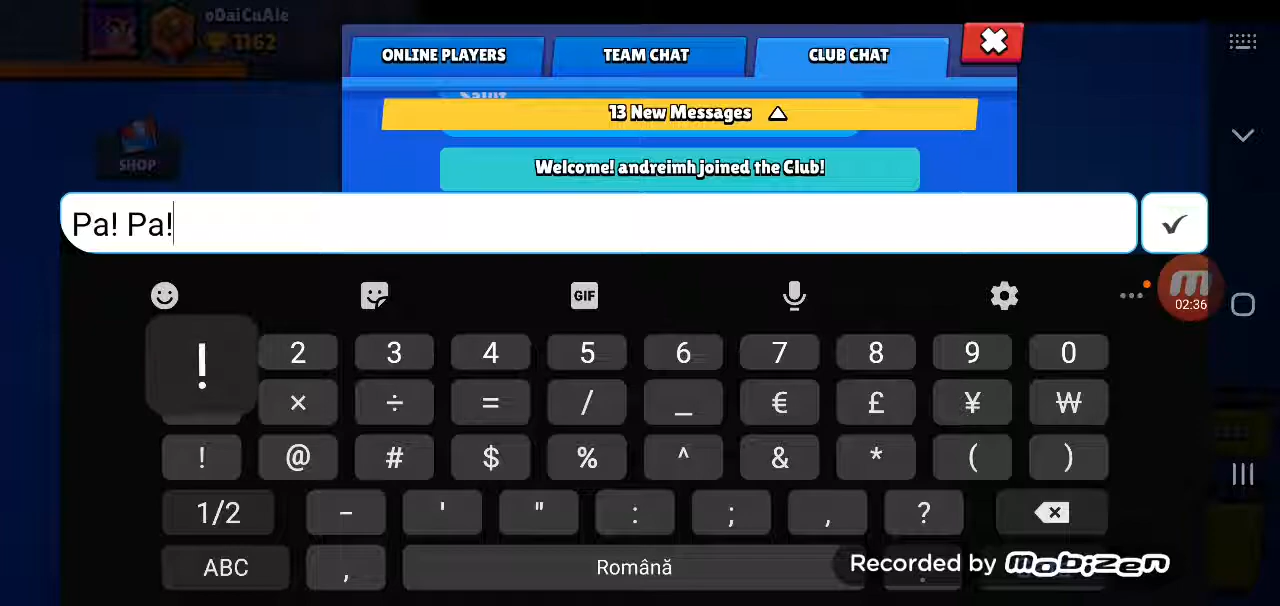 oDaiCuAle
1162
ONLINE PLAYERS
TEAM CHAT
CLUB CHAT
13 New Messages
SHOP
Welcome! andreimh joined the Club!
Pa! Pa!
GIF
02:36
! 2 3 4 5 6 7 8 9 0
× ÷ = / _ € £ ¥ ₩
! @ # $ % ^ & * ( )
1/2 - ' " : ; , ?
ABC , Română .
Recorded by mobizen